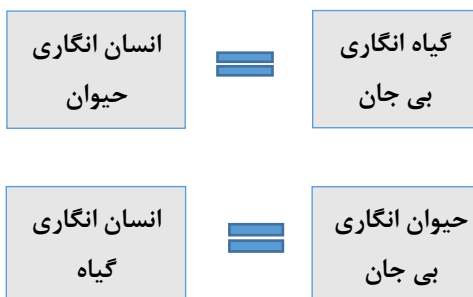 گیاه انگاری
بی جان
انسان انگاری
حیوان
حیوان انگاری
بی جان
انسان انگاری
گیاه